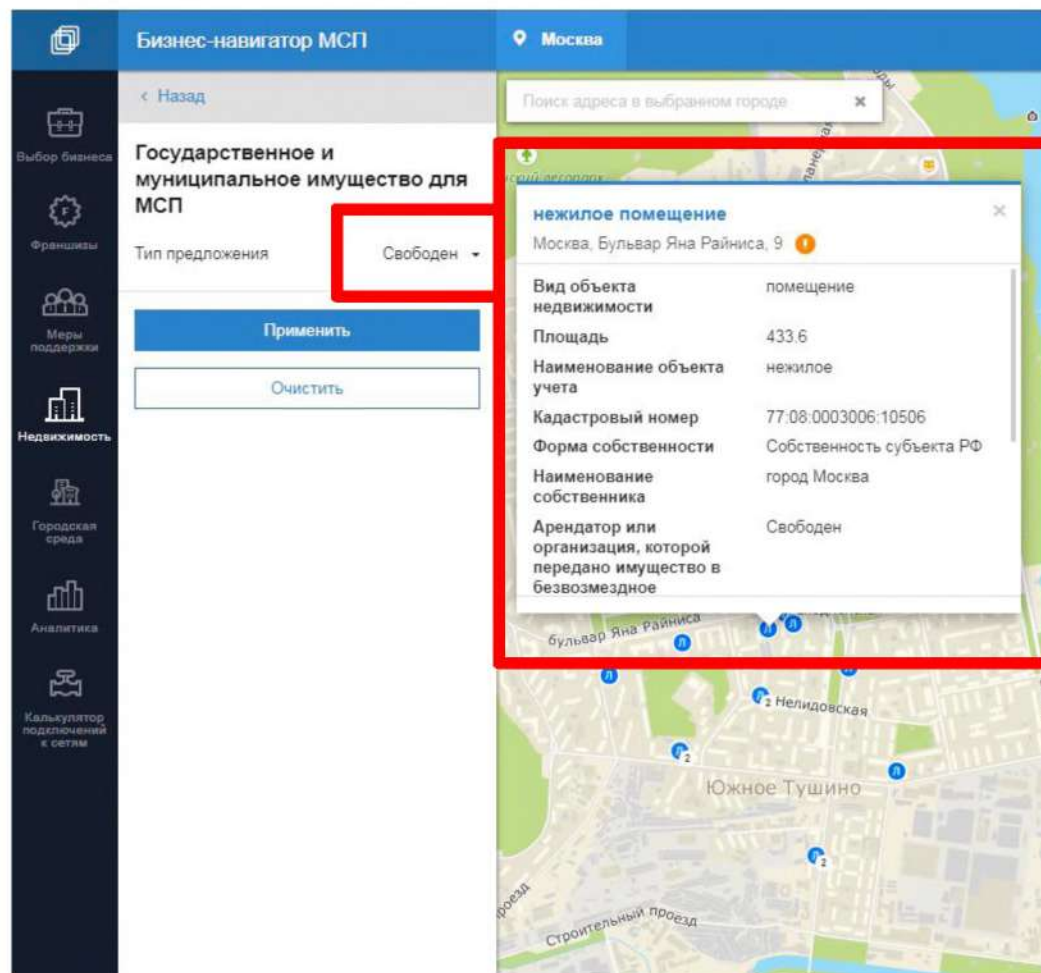 Бизнес-навигатор МСП
Москва
< Назад
Поиск адреса в выбранном городе
Выбор бизнеса
Франшизы
Меры
поддержки
Недвижимость
Городская
среда
Аналитика
Калькулятор
подключений
к сетям
Государственное и
муниципальное имущество для
МСП
Тип предложения
Свободен
Применить
Очистить
нежилое помещение
Москва, Бульвар Яна Райниса, 9
Вид объекта
недвижимости
помещение
Площадь
433.6
Наименование объекта
учета
нежилое
Кадастровый номер
77:08:0003006:10506
Форма собственности
Собственность субъекта РФ
Наименование
собственника
город Москва
Арендатор или
организация, которой
передано имущество в
безвозмездное
Свободен
бульвар Яна Райниса
Л
Л
Л
Л
2 Нелидовская
2
Л
Южное Тушино
2
Строительный проезд
проезд